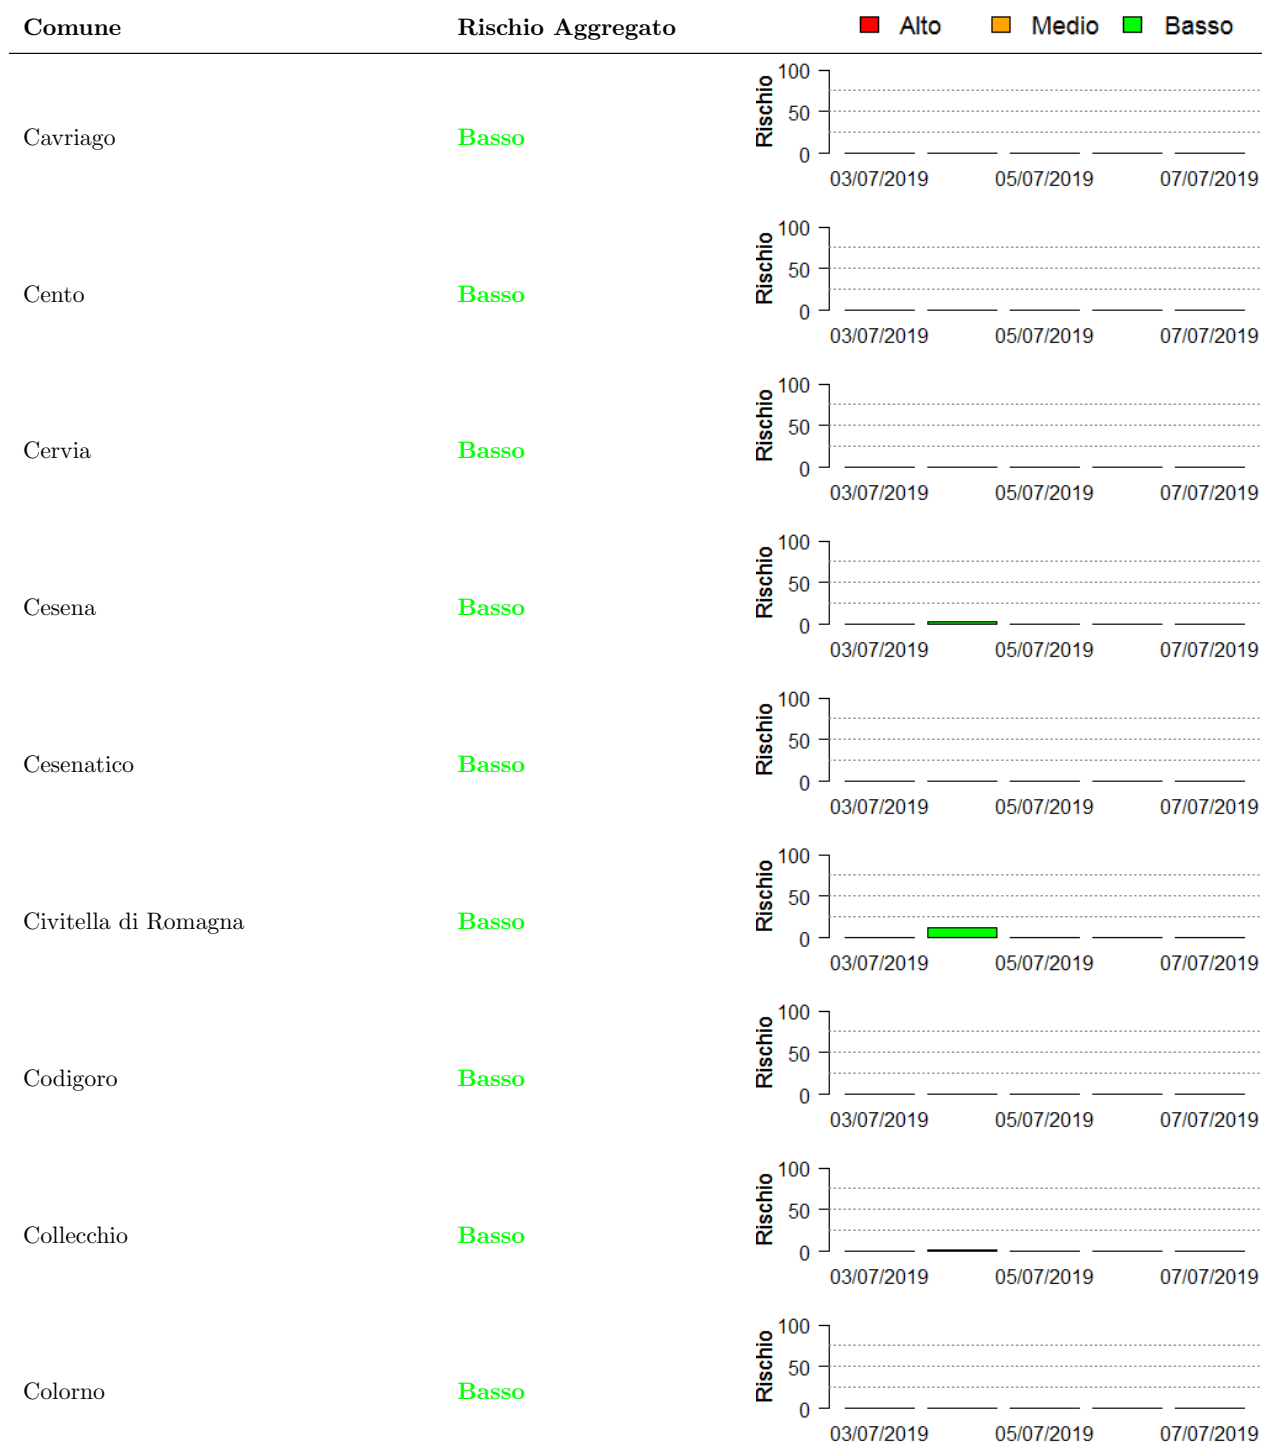 Comune Rischio Aggregato Alto Medio Basso
100
50
0
Rischio
Cavriago Basso
03/07/2019 05/07/2019 07/07/2019
100
50
0
Rischio
Cento Basso
03/07/2019 05/07/2019 07/07/2019
100
50
0
Rischio
Cervia Basso
03/07/2019 05/07/2019 07/07/2019
100
50
0
Rischio
Cesena Basso
03/07/2019 05/07/2019 07/07/2019
100
50
0
Rischio
Cesenatico Basso
03/07/2019 05/07/2019 07/07/2019
100
50
0
Rischio
Civitella di Romagna Basso
03/07/2019 05/07/2019 07/07/2019
100
50
0
Rischio
Codigoro Basso
03/07/2019 05/07/2019 07/07/2019
100
50
0
Rischio
Collecchio Basso
03/07/2019 05/07/2019 07/07/2019
100
50
0
Rischio
Colorno Basso
03/07/2019 05/07/2019 07/07/2019